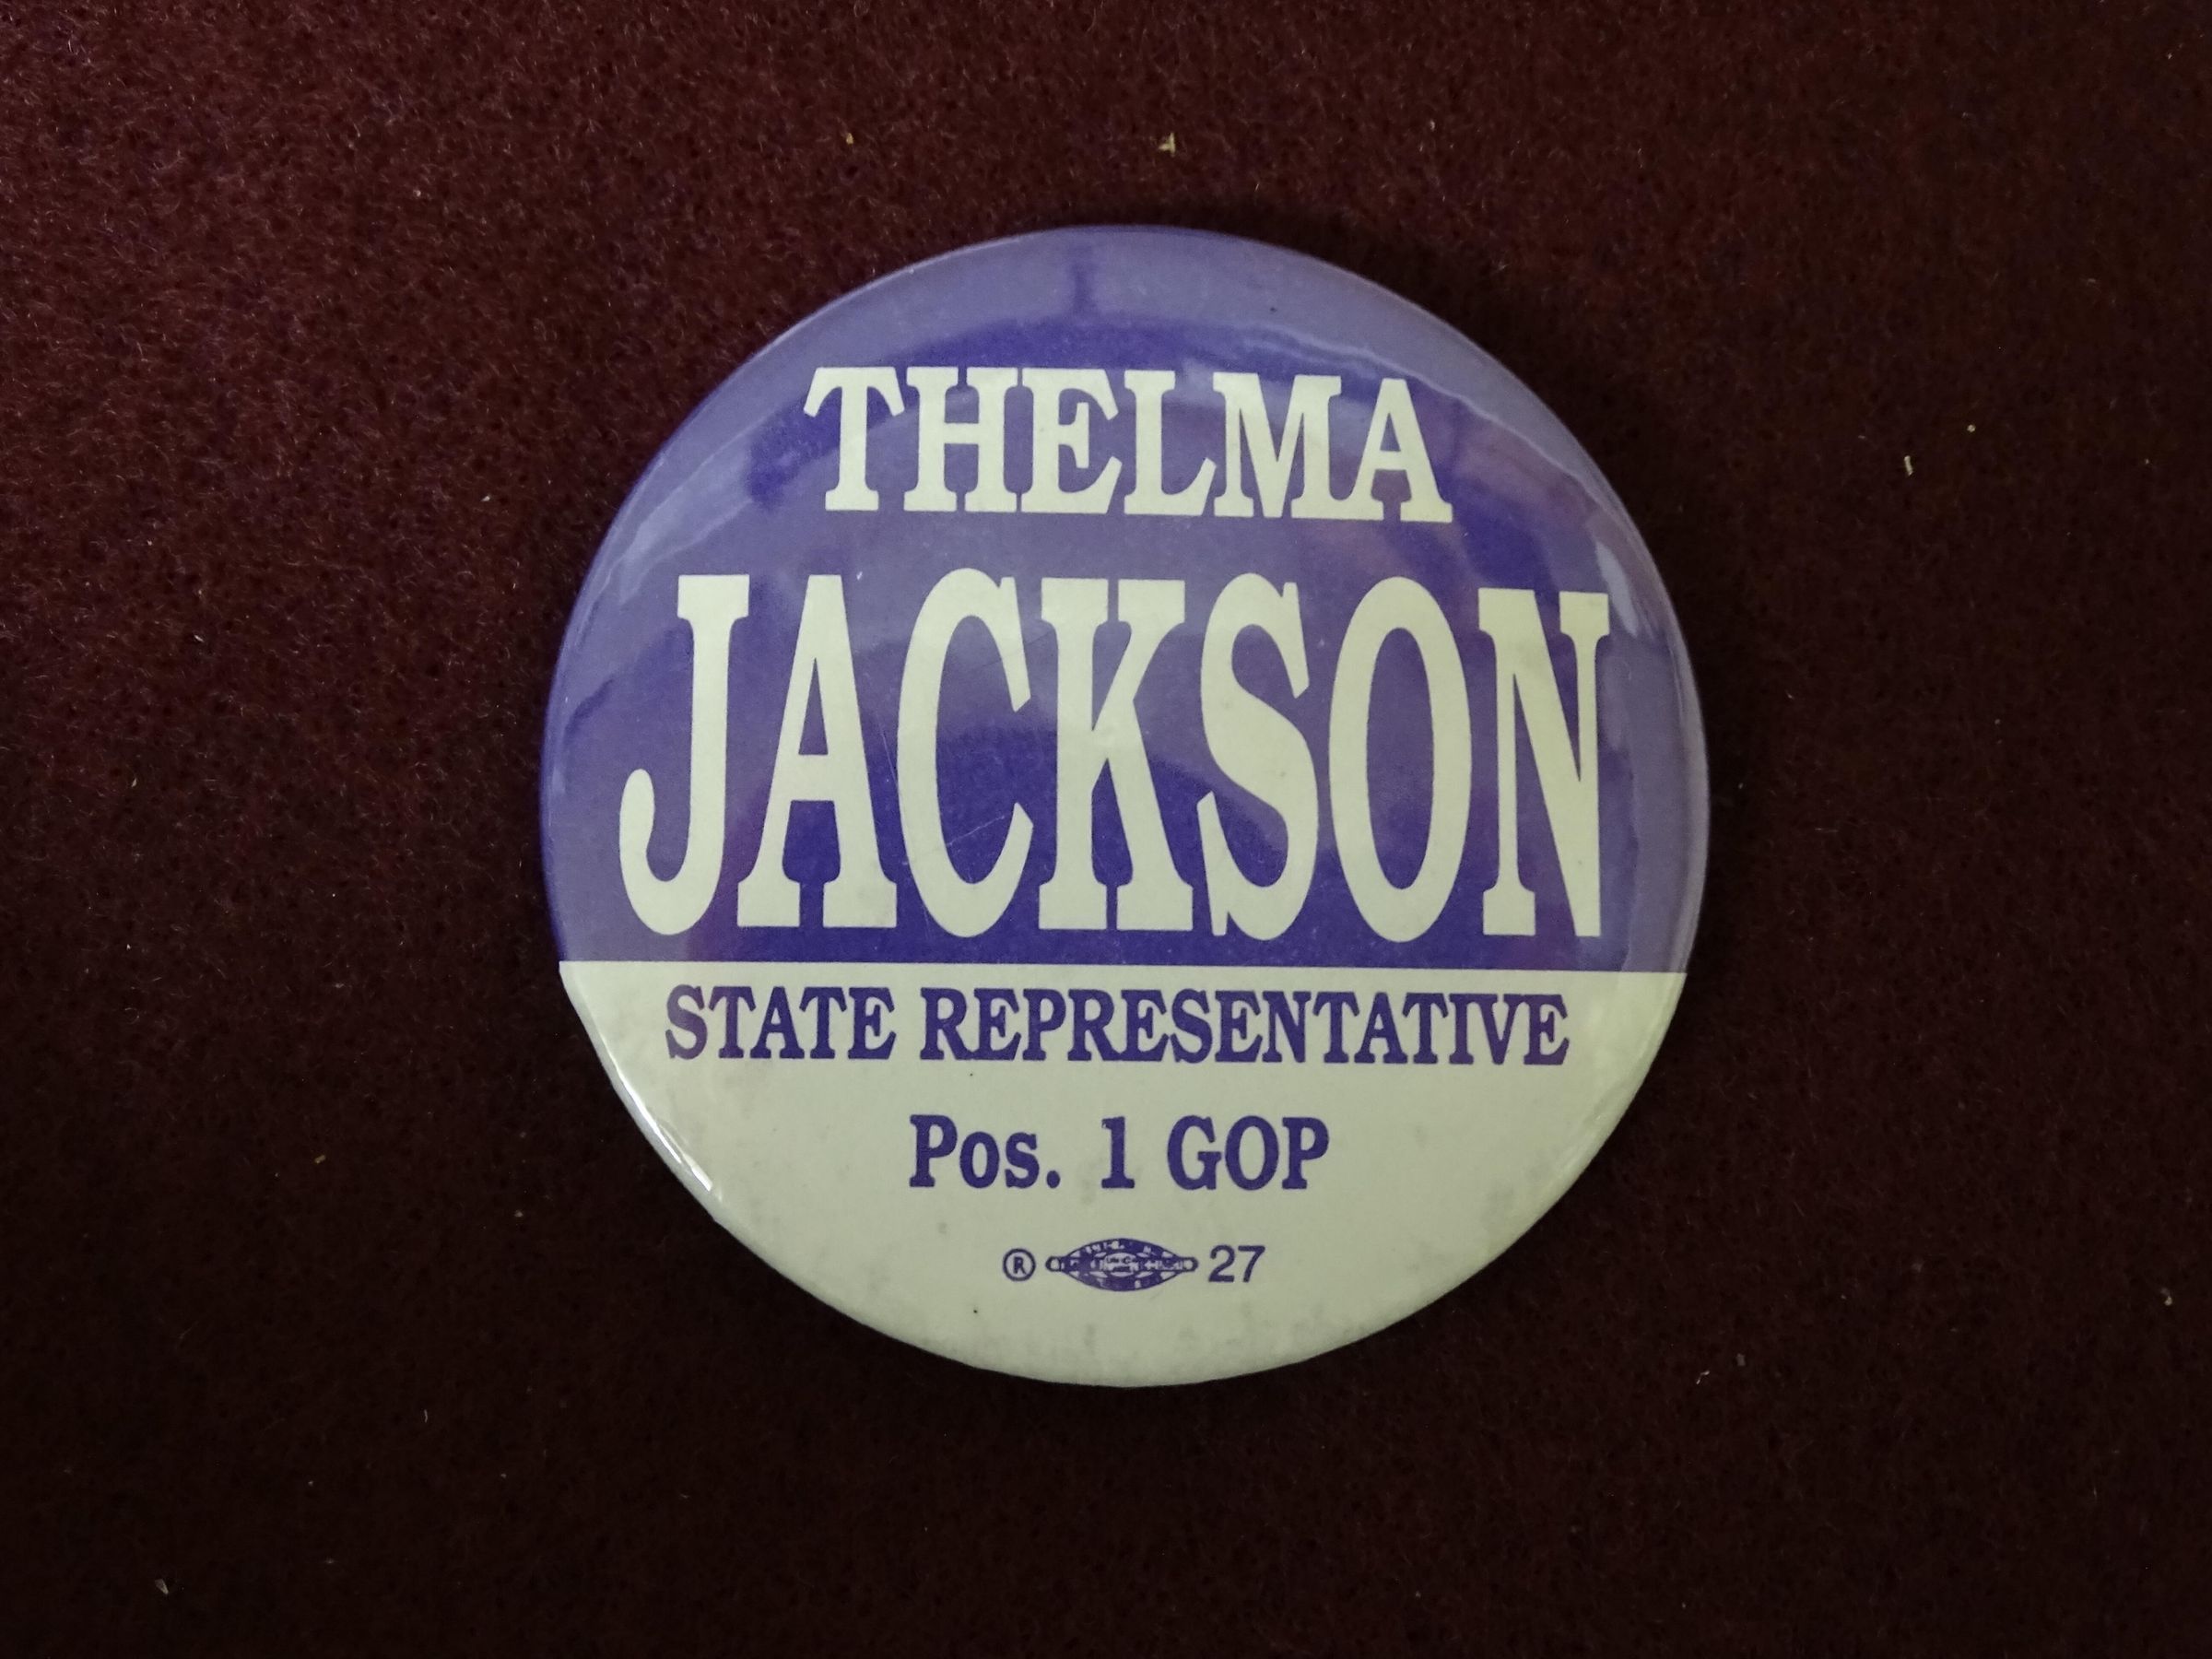 THELMA
JACKSON
STATE REPRESENTATIVE
Pos. 1 GOP
® 27